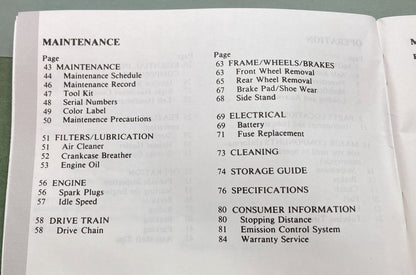 MAINTENANCE
Page
43 MAINTENANCE
44 Maintenance Schedule
46 Maintenance Record
47 Tool Kit
48 Serial Numbers
49 Color Label
50 Maintenance Precautions
51 FILTERS/LUBRICATION
51 Air Cleaner
52 Crankcase Breather
53 Engine Oil
56 ENGINE
56 Spark Plugs
57 Idle Speed
58 DRIVE TRAIN
58 Drive Chain
Page
63 FRAME/WHEELS/BRAKES
63 Front Wheel Removal
65 Rear Wheel Removal
67 Brake Pad/Shoe Wear
68 Side Stand
69 ELECTRICAL
69 Battery
71 Fuse Replacement
73 CLEANING
74 STORAGE GUIDE
76 SPECIFICATIONS
80 CONSUMER INFORMATION
80 Stopping Distance
81 Emission Control System
84 Warranty Service